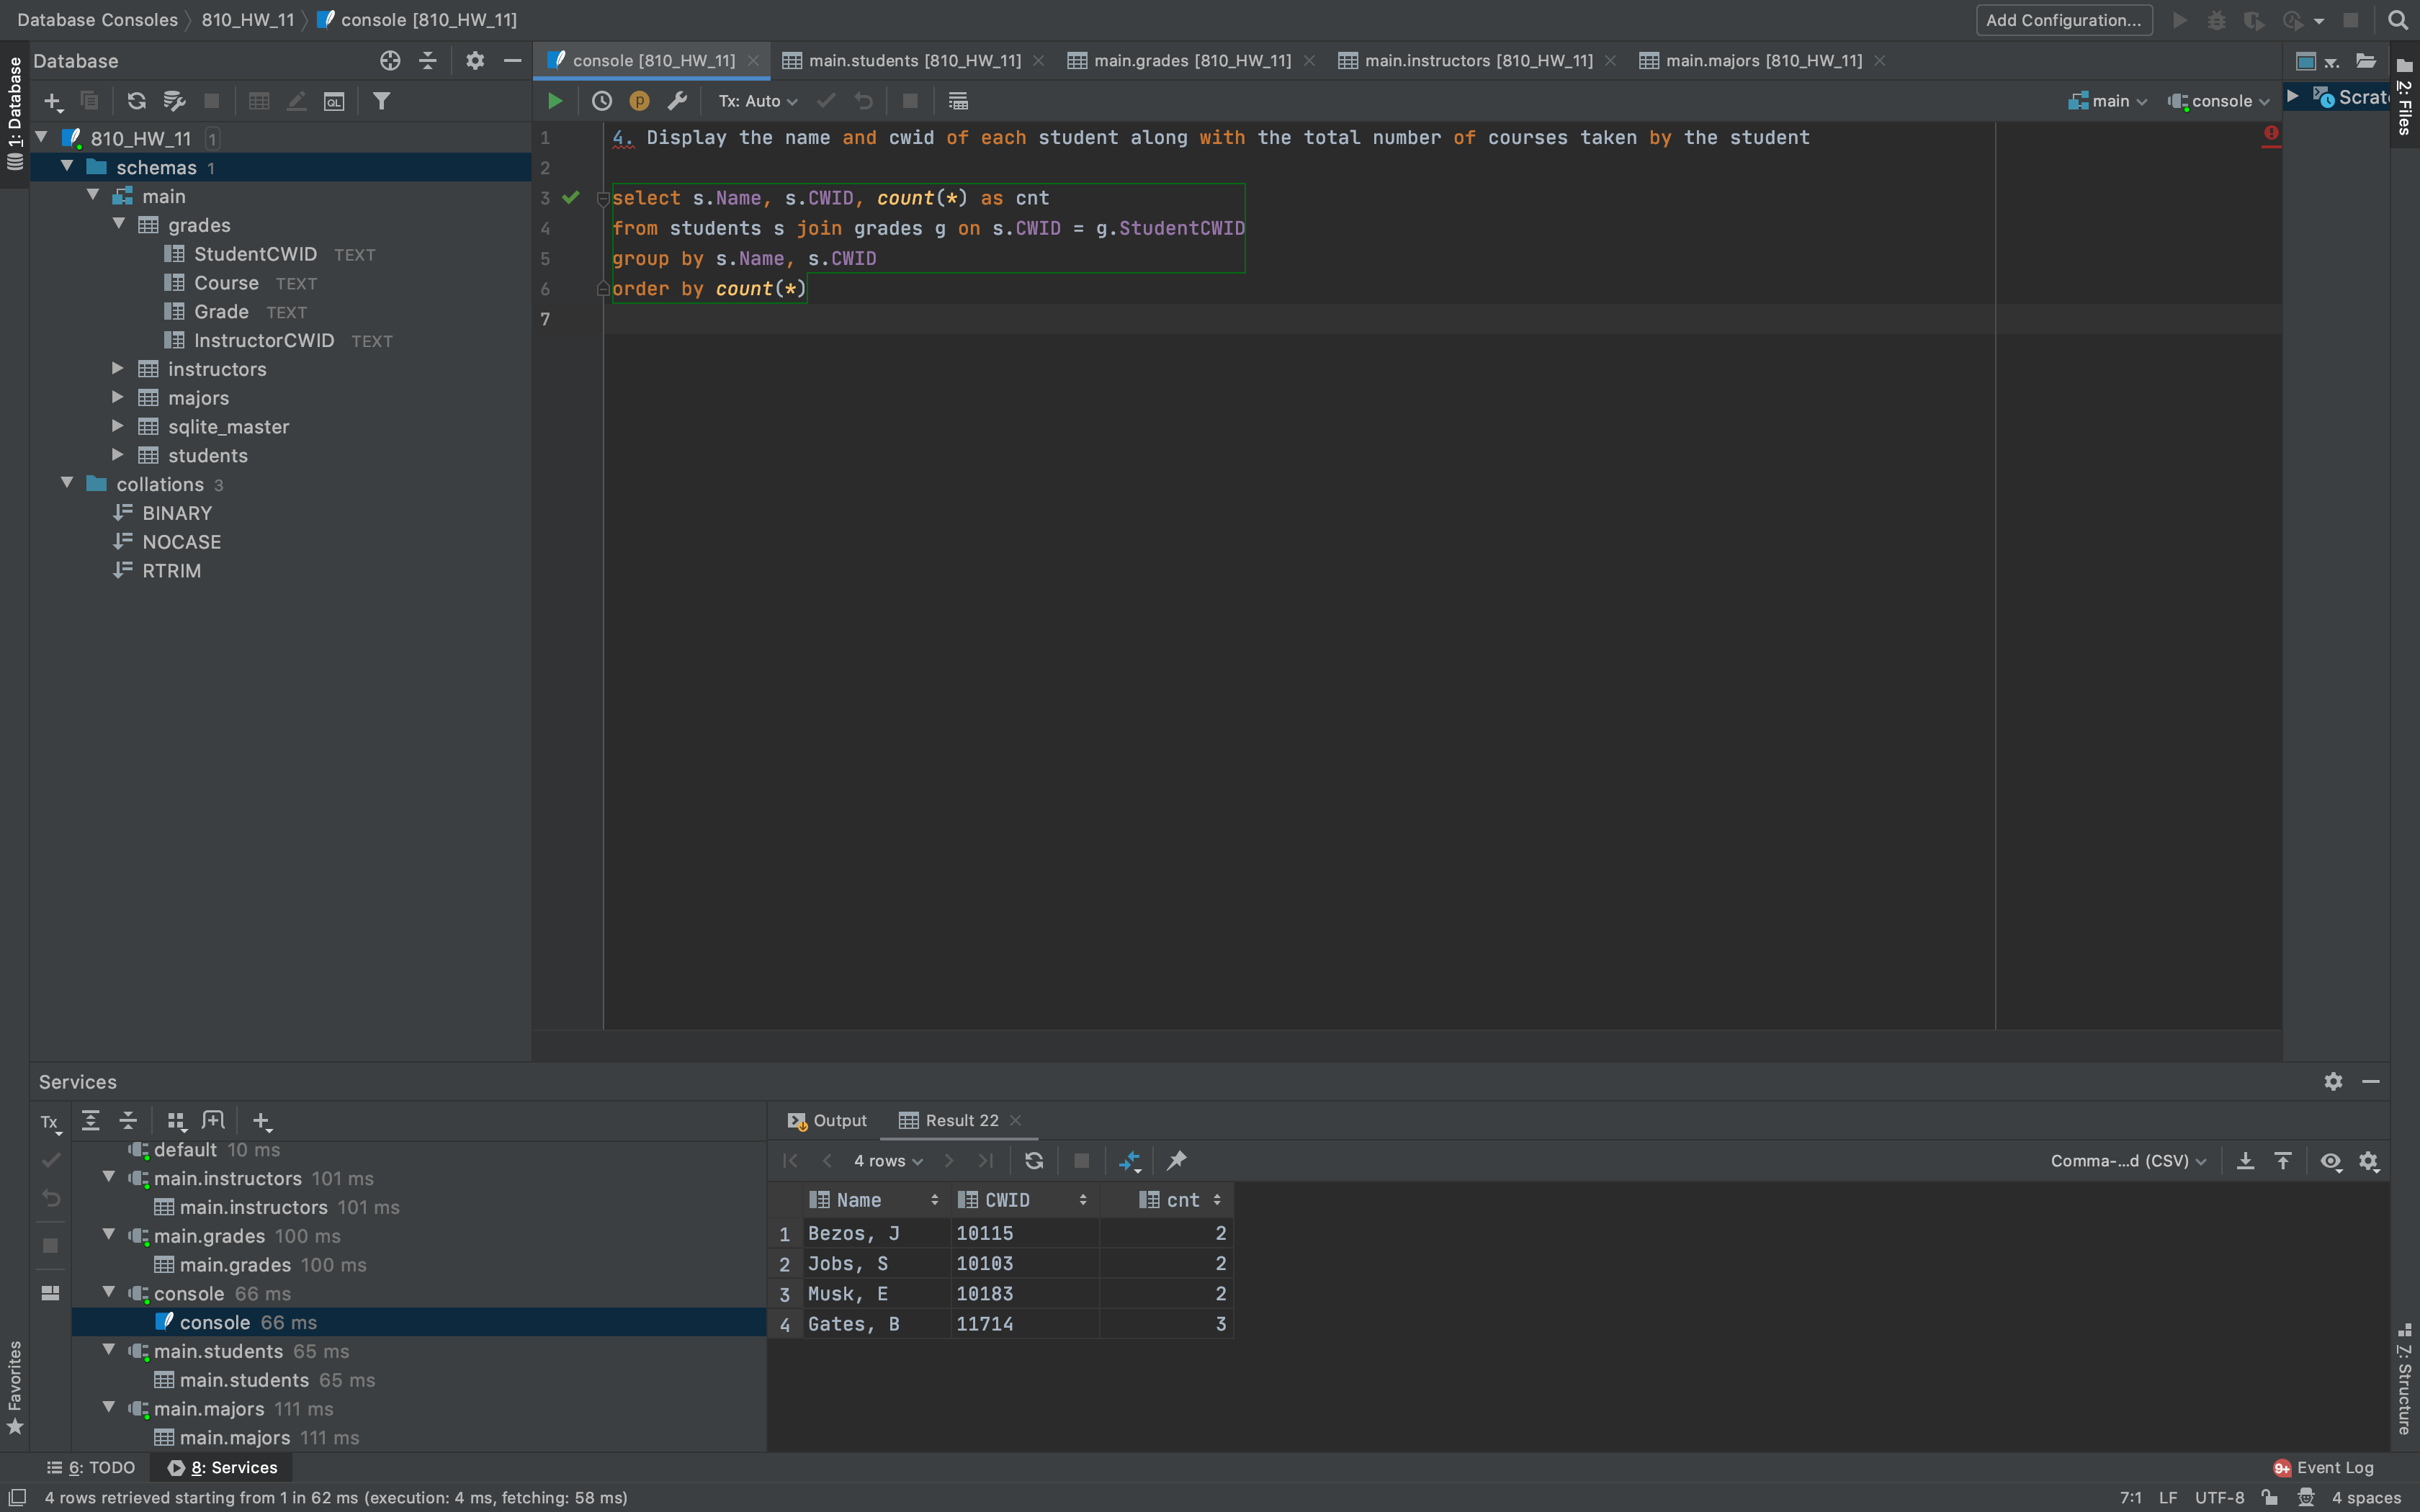 Database Consoles 810_HW_11 console [810_HW_11] Add Configuration...
1: Database
Database
console [810_HW_11] main.students [810_HW_11] main.grades [810_HW_11] main.instructors [810_HW_11] main.majors [810_HW_11]
2: Files
QL
p Tx: Auto main console
Scrat
810_HW_11 1
schemas 1
main
grades
StudentCWID TEXT
Course TEXT
Grade TEXT
InstructorCWID TEXT
instructors
majors
sqlite_master
students
collations 3
BINARY
NOCASE
RTRIM
1 4. Display the name and cwid of each student along with the total number of courses taken by the student
2
3 select s.Name, s.CWID, count(*) as cnt
4 from students s join grades g on s.CWID = g.StudentCWID
5 group by s.Name, s.CWID
6 order by count(*)
7
Services
Tx
default 10 ms
main.instructors 101 ms
main.instructors 101 ms
main.grades 100 ms
main.grades 100 ms
console 66 ms
console 66 ms
main.students 65 ms
main.students 65 ms
main.majors 111 ms
main.majors 111 ms
Output Result 22
4 rows Comma-...d (CSV)
Name CWID cnt
1 Bezos, J 10115 2
2 Jobs, S 10103 2
3 Musk, E 10183 2
4 Gates, B 11714 3
Favorites
7: Structure
6: TODO 8: Services 9+ Event Log
4 rows retrieved starting from 1 in 62 ms (execution: 4 ms, fetching: 58 ms) 7:1 LF UTF-8 4 spaces